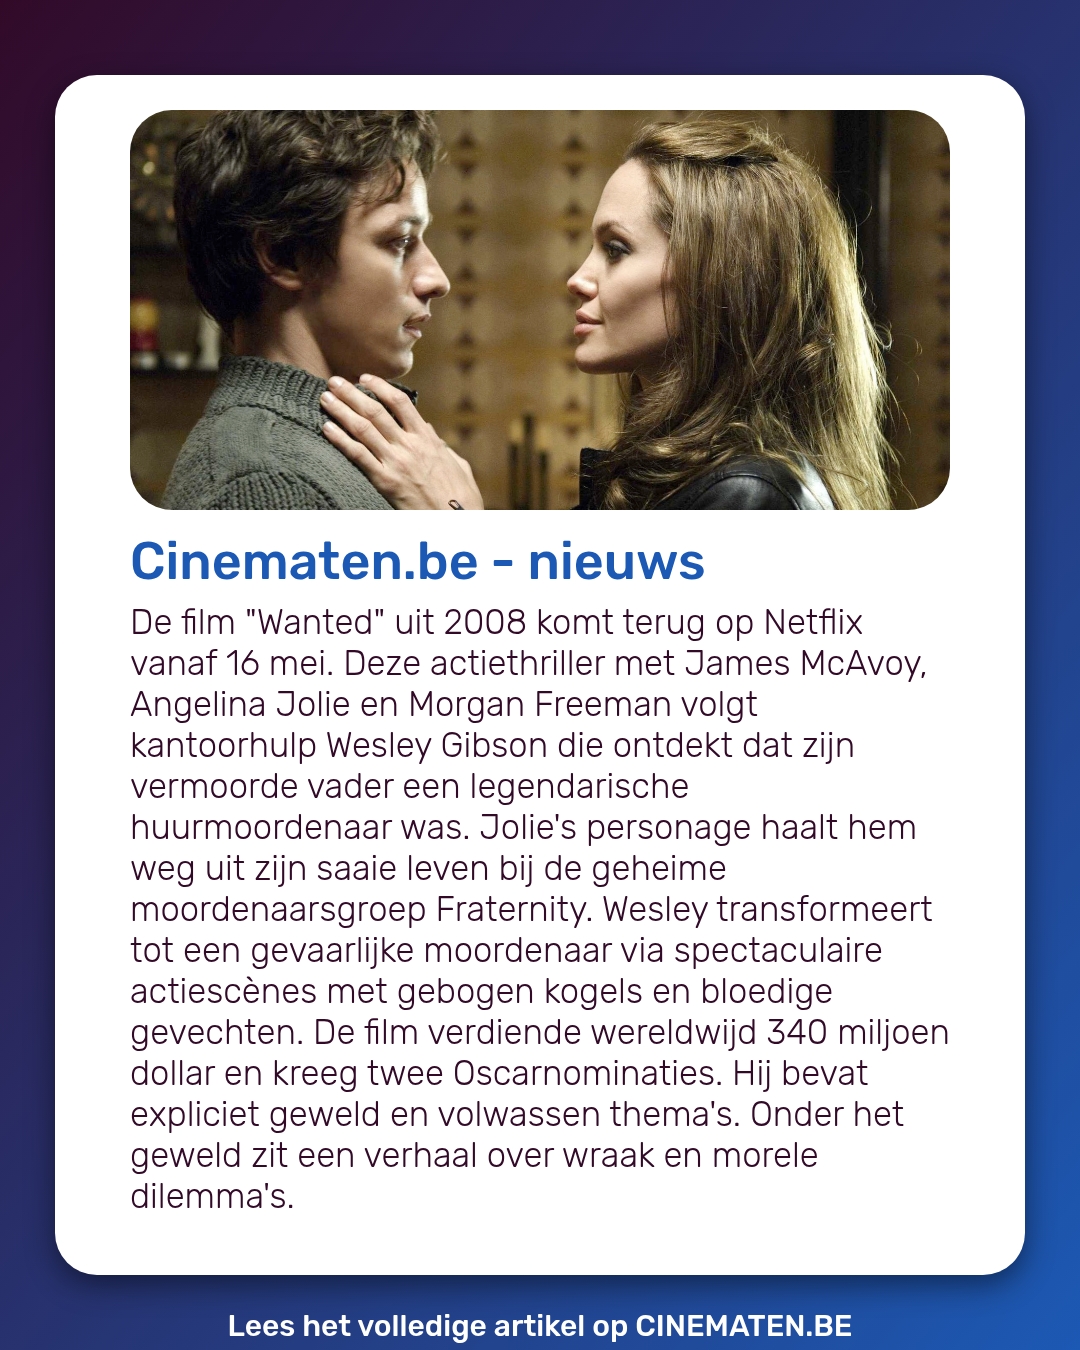 Cinematen.be - nieuws
De film "Wanted" uit 2008 komt terug op Netflix
vanaf 16 mei. Deze actiethriller met James McAvoy,
Angelina Jolie en Morgan Freeman volgt
kantoorhulp Wesley Gibson die ontdekt dat zijn
vermoorde vader een legendarische
huurmoordenaar was. Jolie's personage haalt hem
weg uit zijn saaie leven bij de geheime
moordenaarsgroep Fraternity. Wesley transformeert
tot een gevaarlijke moordenaar via spectaculaire
actiescènes met gebogen kogels en bloedige
gevechten. De film verdiende wereldwijd 340 miljoen
dollar en kreeg twee Oscarnominaties. Hij bevat
expliciet geweld en volwassen thema's. Onder het
geweld zit een verhaal over wraak en morele
dilemma's.
Lees het volledige artikel op CINEMATEN.BE